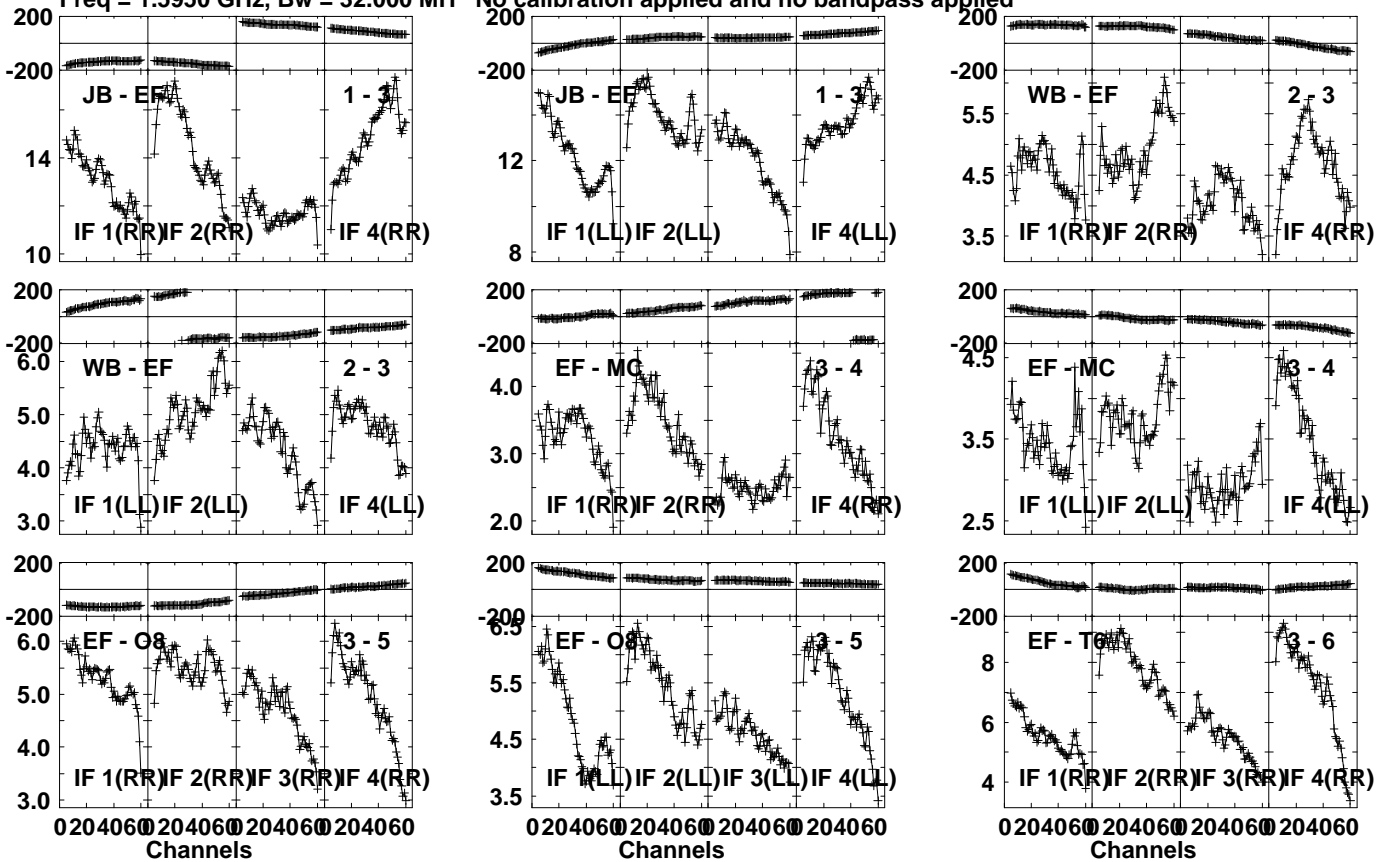 Freq = 1.5950 GHz, Bw = 32.000 MH No calibration applied and no bandpass applied
200
-200
JB - EF 1 - 3
14
10
IF 1(RR) IF 2(RR) IF 4(RR)
200
-200
JB - EF 1 - 3
16
12
8
IF 1(LL) IF 2(LL) IF 4(LL)
200
-200
WB - EF 2 - 3
5.5
4.5
3.5
IF 1(RR) IF 2(RR) IF 4(RR)
200
-200
WB - EF 2 - 3
6.0
5.0
4.0
3.0
IF 1(LL) IF 2(LL) IF 4(LL)
200
-200
EF - MC 3 - 4
4.0
3.0
2.0
IF 1(RR) IF 2(RR) IF 4(RR)
200
-200
EF - MC 3 - 4
4.5
3.5
2.5
IF 1(LL) IF 2(LL) IF 4(LL)
200
-200
EF - O8 3 - 5
6.0
5.0
4.0
3.0
IF 1(RR) IF 2(RR) IF 3(RR) IF 4(RR)
0204060 0204060 0204060 0204060
Channels
200
-200
EF - O8 3 - 5
6.5
5.5
4.5
3.5
IF 1(LL) IF 2(LL) IF 3(LL) IF 4(LL)
0204060 0204060 0204060 0204060
Channels
200
-200
EF - T6 3 - 6
8
6
4
IF 1(RR) IF 2(RR) IF 3(RR) IF 4(RR)
0204060 0204060 0204060 0204060
Channels